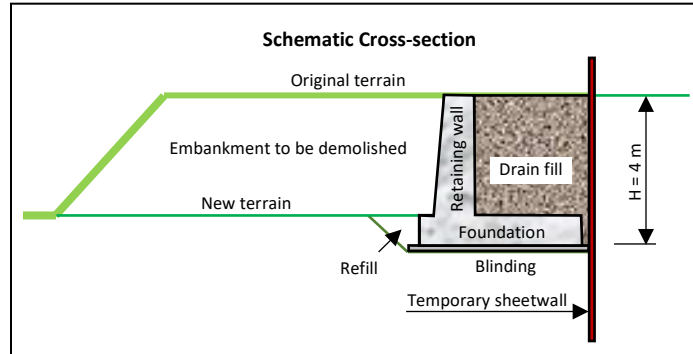 Schematic Cross-section
Original terrain
Embankment to be demolished
Retaining wall
Drain fill
H = 4 m
New terrain
Foundation
Refill
Blinding
Temporary sheetwall